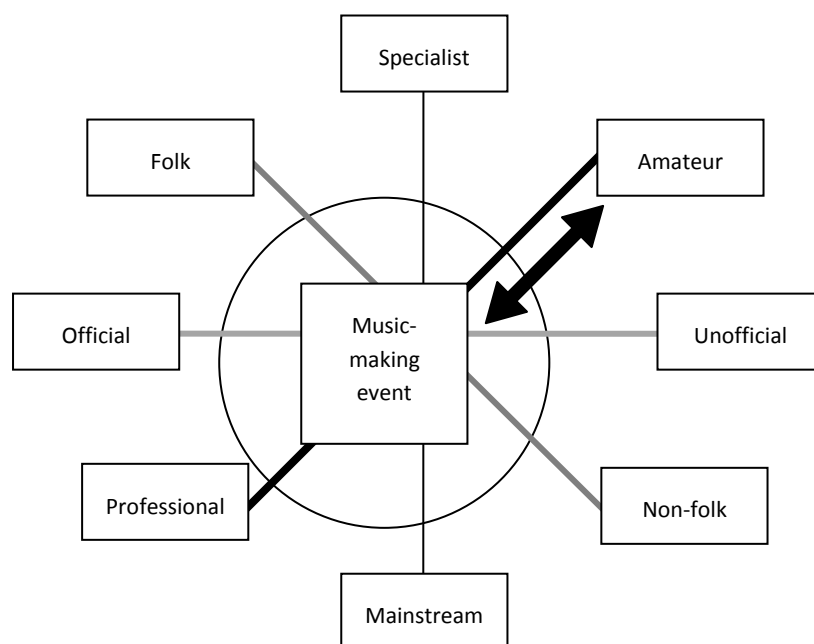 Specialist
Folk
Amateur
Official
Music-
making
event
Unofficial
Professional
Non-folk
Mainstream